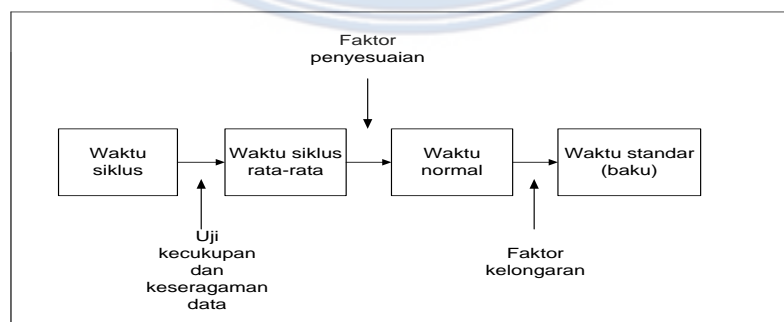 Faktor
penyesuaian
Waktu
siklus
Waktu siklus
rata-rata
Waktu
normal
Waktu standar
(baku)
Uji
kecukupan
dan
keseragaman
data
Faktor
kelongaran